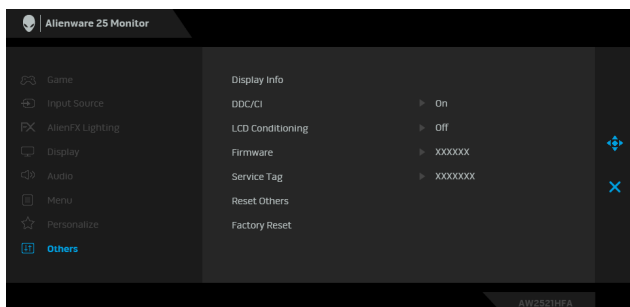 Alienware 25 Monitor
Game
Input Source
FX AlienFX Lighting
Display
Audio
Menu
Personalize
Others
Display Info
DDC/CI On
LCD Conditioning Off
Firmware XXXXXX
Service Tag XXXXXXX
Reset Others
Factory Reset
AW2521HFA